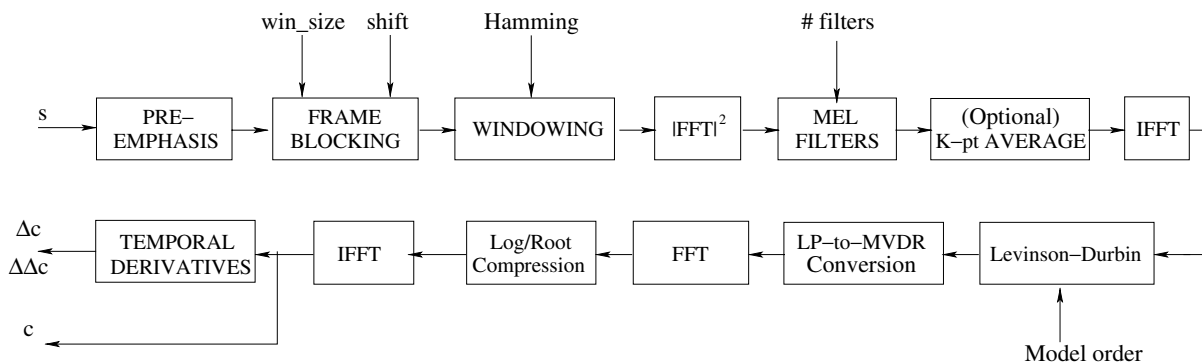 win_size shift Hamming # filters
s
PRE−
EMPHASIS
FRAME
BLOCKING
WINDOWING
|FFT|²
MEL
FILTERS
(Optional)
K−pt AVERAGE
IFFT
Δc
ΔΔc
TEMPORAL
DERIVATIVES
IFFT
Log/Root
Compression
FFT
LP−to−MVDR
Conversion
Levinson−Durbin
c
Model order